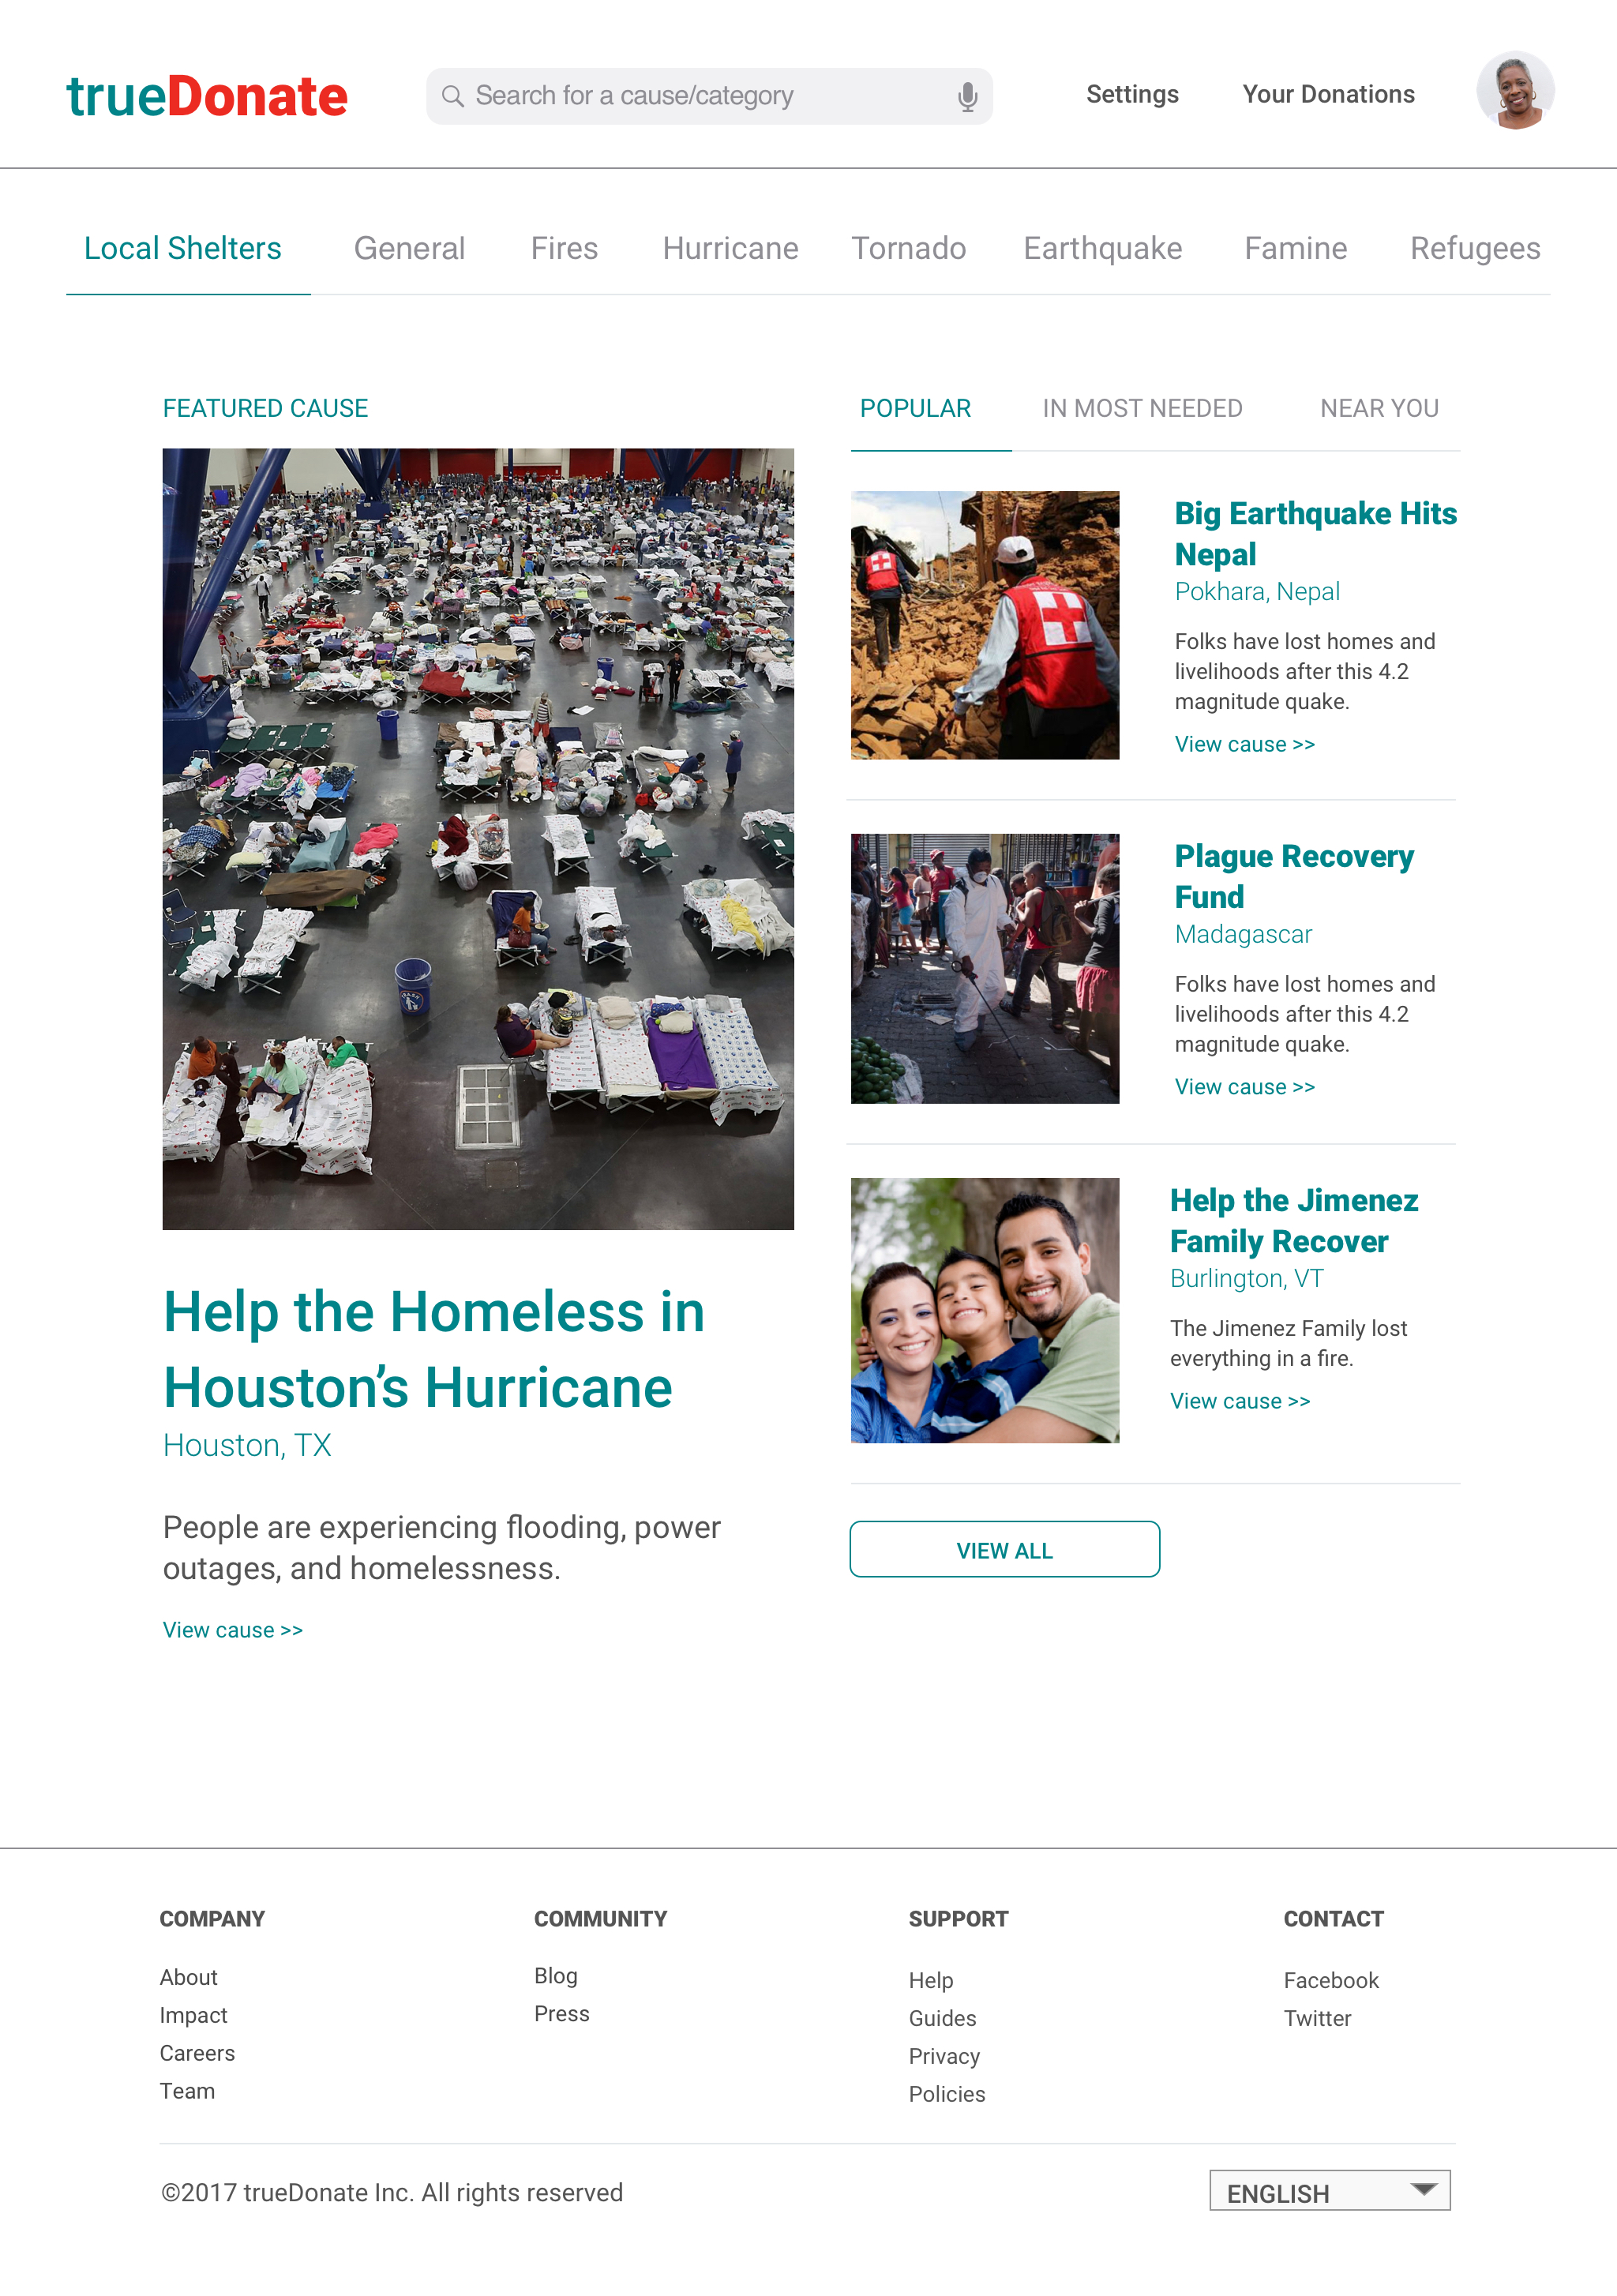 trueDonate
Search for a cause/category
Settings
Your Donations
Local Shelters
General
Fires
Hurricane
Tornado
Earthquake
Famine
Refugees
FEATURED CAUSE
Help the Homeless in
Houston’s Hurricane
Houston, TX
People are experiencing flooding, power
outages, and homelessness.
View cause >>
POPULAR
IN MOST NEEDED
NEAR YOU
Big Earthquake Hits
Nepal
Pokhara, Nepal
Folks have lost homes and
livelihoods after this 4.2
magnitude quake.
View cause >>
Plague Recovery
Fund
Madagascar
Folks have lost homes and
livelihoods after this 4.2
magnitude quake.
View cause >>
Help the Jimenez
Family Recover
Burlington, VT
The Jimenez Family lost
everything in a fire.
View cause >>
VIEW ALL
COMPANY
About
Impact
Careers
Team
COMMUNITY
Blog
Press
SUPPORT
Help
Guides
Privacy
Policies
CONTACT
Facebook
Twitter
©2017 trueDonate Inc. All rights reserved
ENGLISH